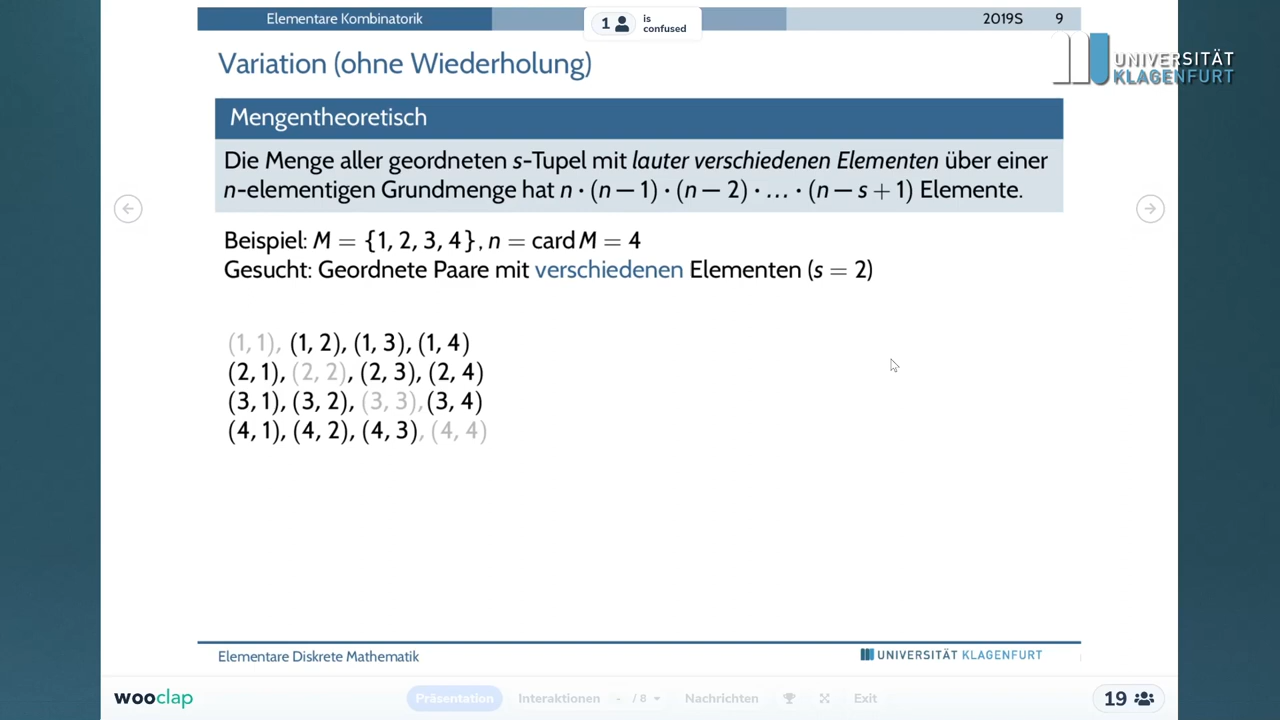 Elementare Kombinatorik
2019S 9
1 is confused
UNIVERSITÄT
KLAGENFURT
Variation (ohne Wiederholung)
Mengentheoretisch
Die Menge aller geordneten s-Tupel mit lauter verschiedenen Elementen über einer
n-elementigen Grundmenge hat n · (n − 1) · (n − 2) · … · (n − s + 1) Elemente.
Beispiel: M = {1, 2, 3, 4}, n = card M = 4
Gesucht: Geordnete Paare mit verschiedenen Elementen (s = 2)
(1, 1), (1, 2), (1, 3), (1, 4)
(2, 1), (2, 2), (2, 3), (2, 4)
(3, 1), (3, 2), (3, 3), (3, 4)
(4, 1), (4, 2), (4, 3), (4, 4)
Elementare Diskrete Mathematik
UNIVERSITÄT KLAGENFURT
wooclap
Präsentation Interaktionen - / 8 Nachrichten Exit
19